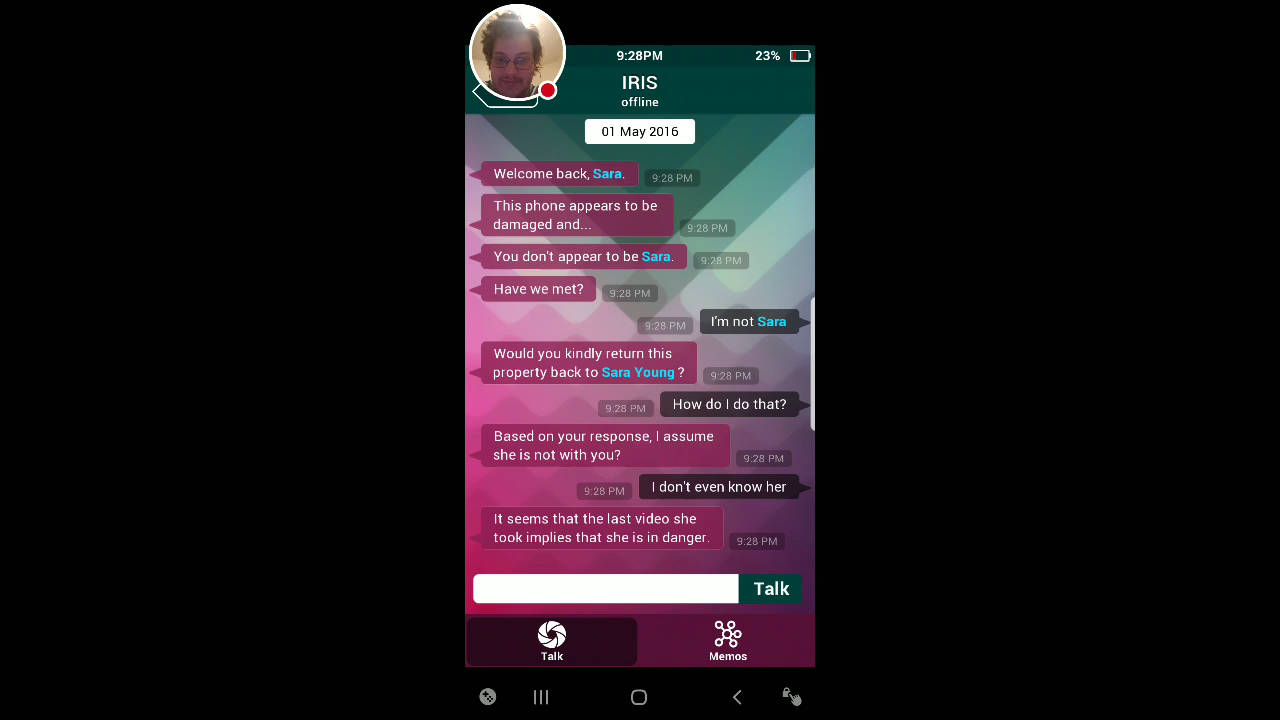 9:28PM
23%
IRIS
offline
01 May 2016
Welcome back, Sara.
9:28 PM
This phone appears to be
damaged and...
9:28 PM
You don't appear to be Sara.
9:28 PM
Have we met?
9:28 PM
9:28 PM
I'm not Sara
Would you kindly return this
property back to Sara Young ?
9:28 PM
9:28 PM
How do I do that?
Based on your response, I assume
she is not with you?
9:28 PM
9:28 PM
I don't even know her
It seems that the last video she
took implies that she is in danger.
9:28 PM
Talk
Talk
Memos